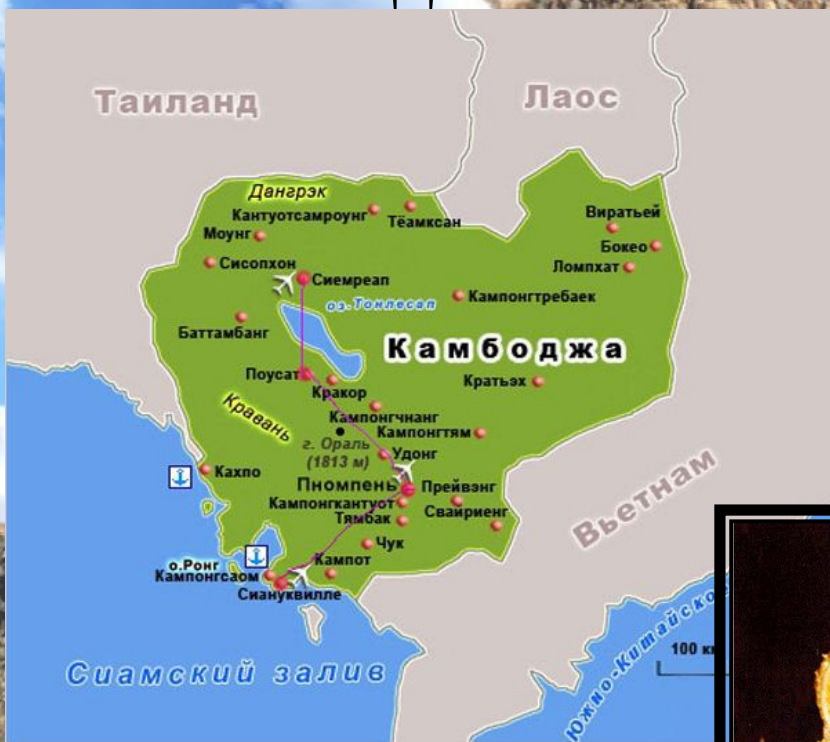 Таиланд
Лаос
Дангрэк
Кантуотсамроунг
Тёамксан
Виратьей
Моунг
Бокео
Сисопхон
Ломпхат
Сиемреап
Кампонгтребаек
оз.Тонлесап
Баттамбанг
Камбоджа
Поусат
Кратьэх
Кракор
Кравань
Кампонгчнанг
Кампонгтям
г. Ораль
(1813 м)
Удонг
Кахпо
Пномпень
Прейвэнг
Вьетнам
Кампонгкантуот
Свайриенг
Тямбак
Чук
о.Ронг
Кампот
Кампонгсаом
Сиануквилле
Сиамский залив
100
Южно-Китайско